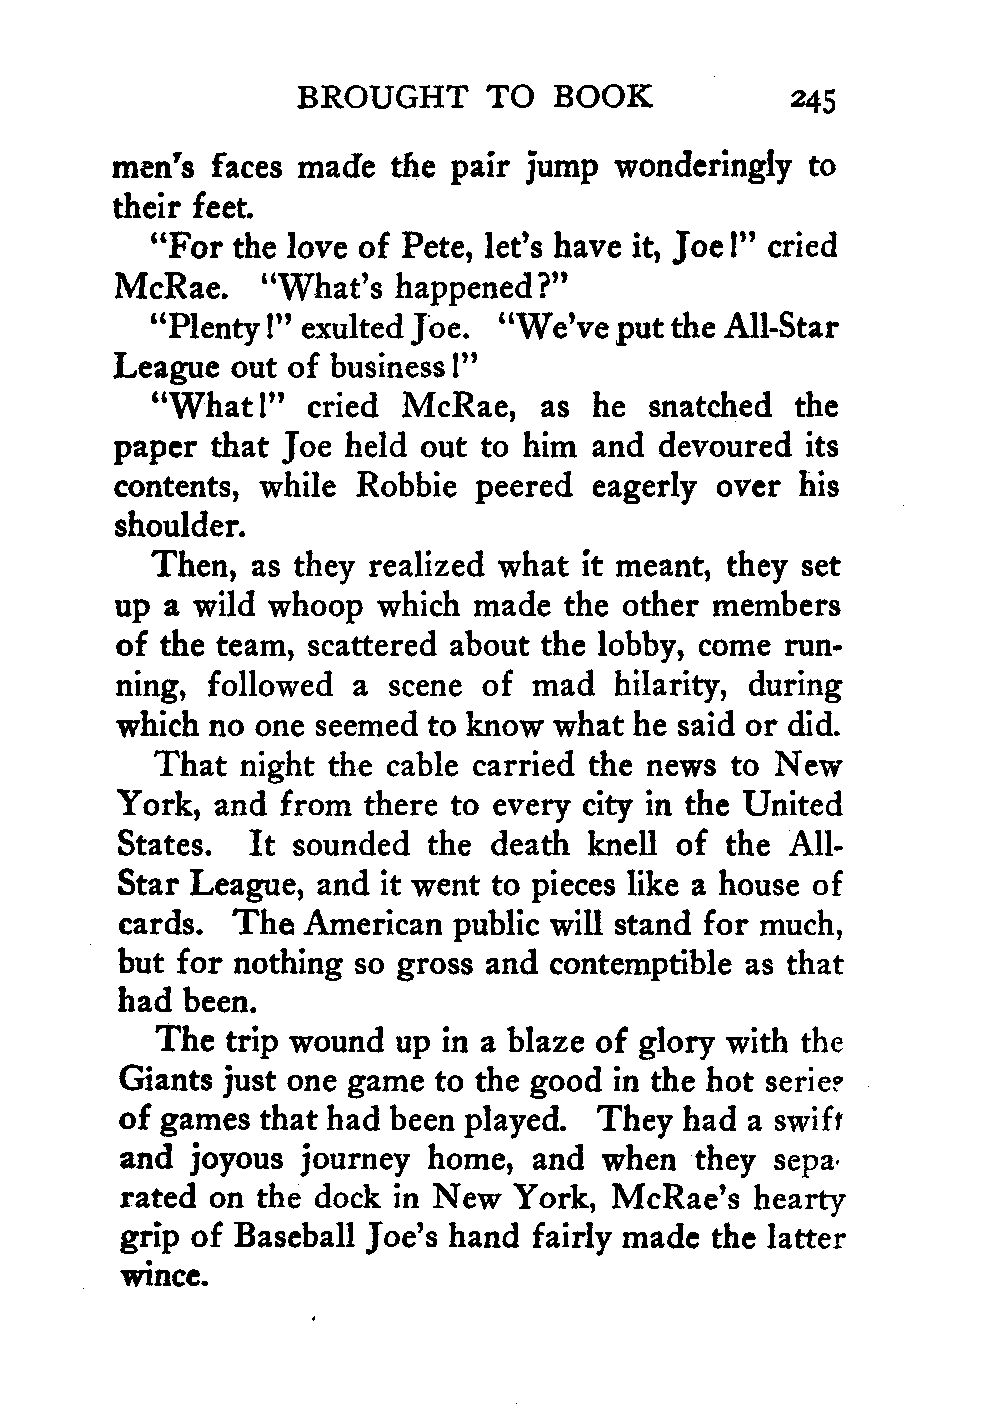 BROUGHT TO BOOK 245
men's faces made the pair jump wonderingly to
their feet.
"For the love of Pete, let's have it, Joe!" cried
McRae. "What's happened?"
"Plenty!" exulted Joe. "We've put the All-Star
League out of business!"
"What!" cried McRae, as he snatched the
paper that Joe held out to him and devoured its
contents, while Robbie peered eagerly over his
shoulder.
Then, as they realized what it meant, they set
up a wild whoop which made the other members
of the team, scattered about the lobby, come run-
ning, followed a scene of mad hilarity, during
which no one seemed to know what he said or did.
That night the cable carried the news to New
York, and from there to every city in the United
States. It sounded the death knell of the All-
Star League, and it went to pieces like a house of
cards. The American public will stand for much,
but for nothing so gross and contemptible as that
had been.
The trip wound up in a blaze of glory with the
Giants just one game to the good in the hot series
of games that had been played. They had a swift
and joyous journey home, and when they sepa-
rated on the dock in New York, McRae's hearty
grip of Baseball Joe's hand fairly made the latter
wince.